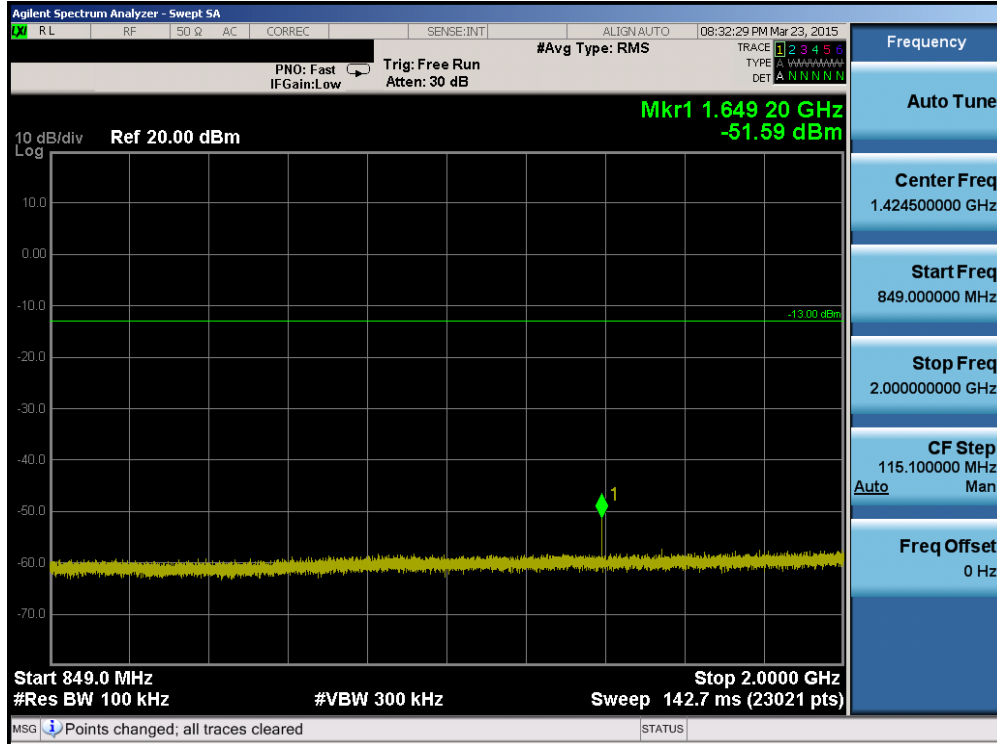 Agilent Spectrum Analyzer - Swept SA
LXI RL RF 50 Ω AC CORREC SENSE:INT ALIGN AUTO 08:32:29 PM Mar 23, 2015
#Avg Type: RMS
TRACE 1 2 3 4 5 6
TYPE A
DET A N N N N N
PNO: Fast
IFGain:Low
Trig: Free Run
Atten: 30 dB
Mkr1 1.649 20 GHz
-51.59 dBm
10 dB/div Ref 20.00 dBm
Log
10.0
0.00
-10.0
-13.00 dBm
-20.0
-30.0
-40.0
1
-50.0
-60.0
-70.0
Start 849.0 MHz Stop 2.0000 GHz
#Res BW 100 kHz #VBW 300 kHz Sweep 142.7 ms (23021 pts)
MSG Points changed; all traces cleared STATUS
Frequency
Auto Tune
Center Freq
1.424500000 GHz
Start Freq
849.000000 MHz
Stop Freq
2.000000000 GHz
CF Step
115.100000 MHz
Auto Man
Freq Offset
0 Hz